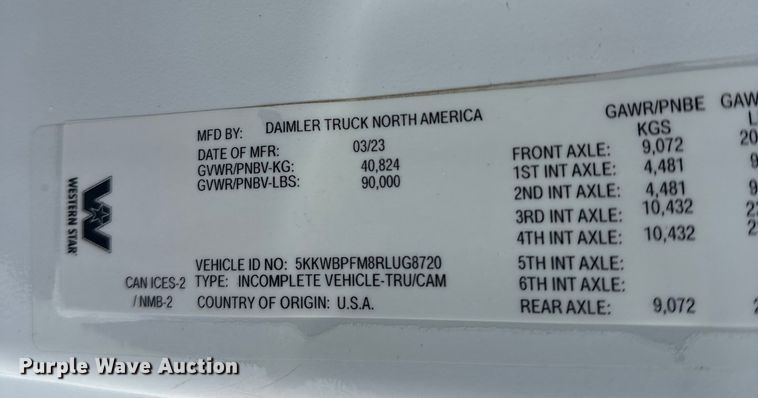 MFD BY: DAIMLER TRUCK NORTH AMERICA
DATE OF MFR: 03/23
GVWR/PNBV-KG: 40,824
GVWR/PNBV-LBS: 90,000
WESTERN STAR
VEHICLE ID NO: 5KKWBPFM8RLUG8720
CAN ICES-2
/ NMB-2
TYPE: INCOMPLETE VEHICLE-TRU/CAM
COUNTRY OF ORIGIN: U.S.A.
GAWR/PNBE
KGS
FRONT AXLE: 9,072
1ST INT AXLE: 4,481
2ND INT AXLE: 4,481
3RD INT AXLE: 10,432
4TH INT AXLE: 10,432
5TH INT AXLE:
6TH INT AXLE:
REAR AXLE: 9,072
Purple Wave Auction